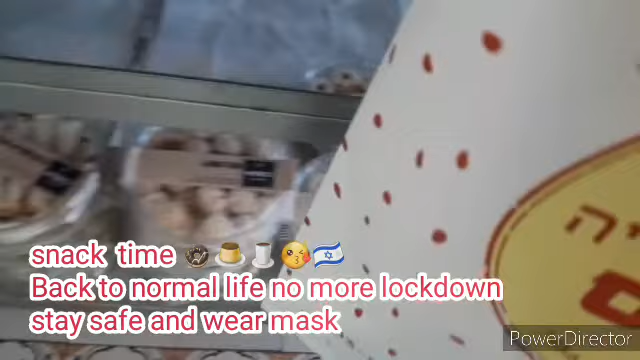 snack time 🍩🍮☕😘🇮🇱
Back to normal life no more lockdown
stay safe and wear mask
PowerDirector